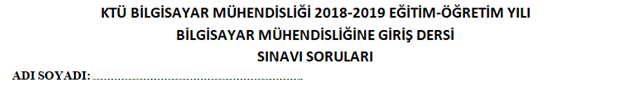 KTÜ BİLGİSAYAR MÜHENDİSLİĞİ 2018-2019 EĞİTİM-ÖĞRETİM YILI
BİLGİSAYAR MÜHENDİSLİĞİNE GİRİŞ DERSİ
SINAVI SORULARI
ADI SOYADI: ………………………………………………….